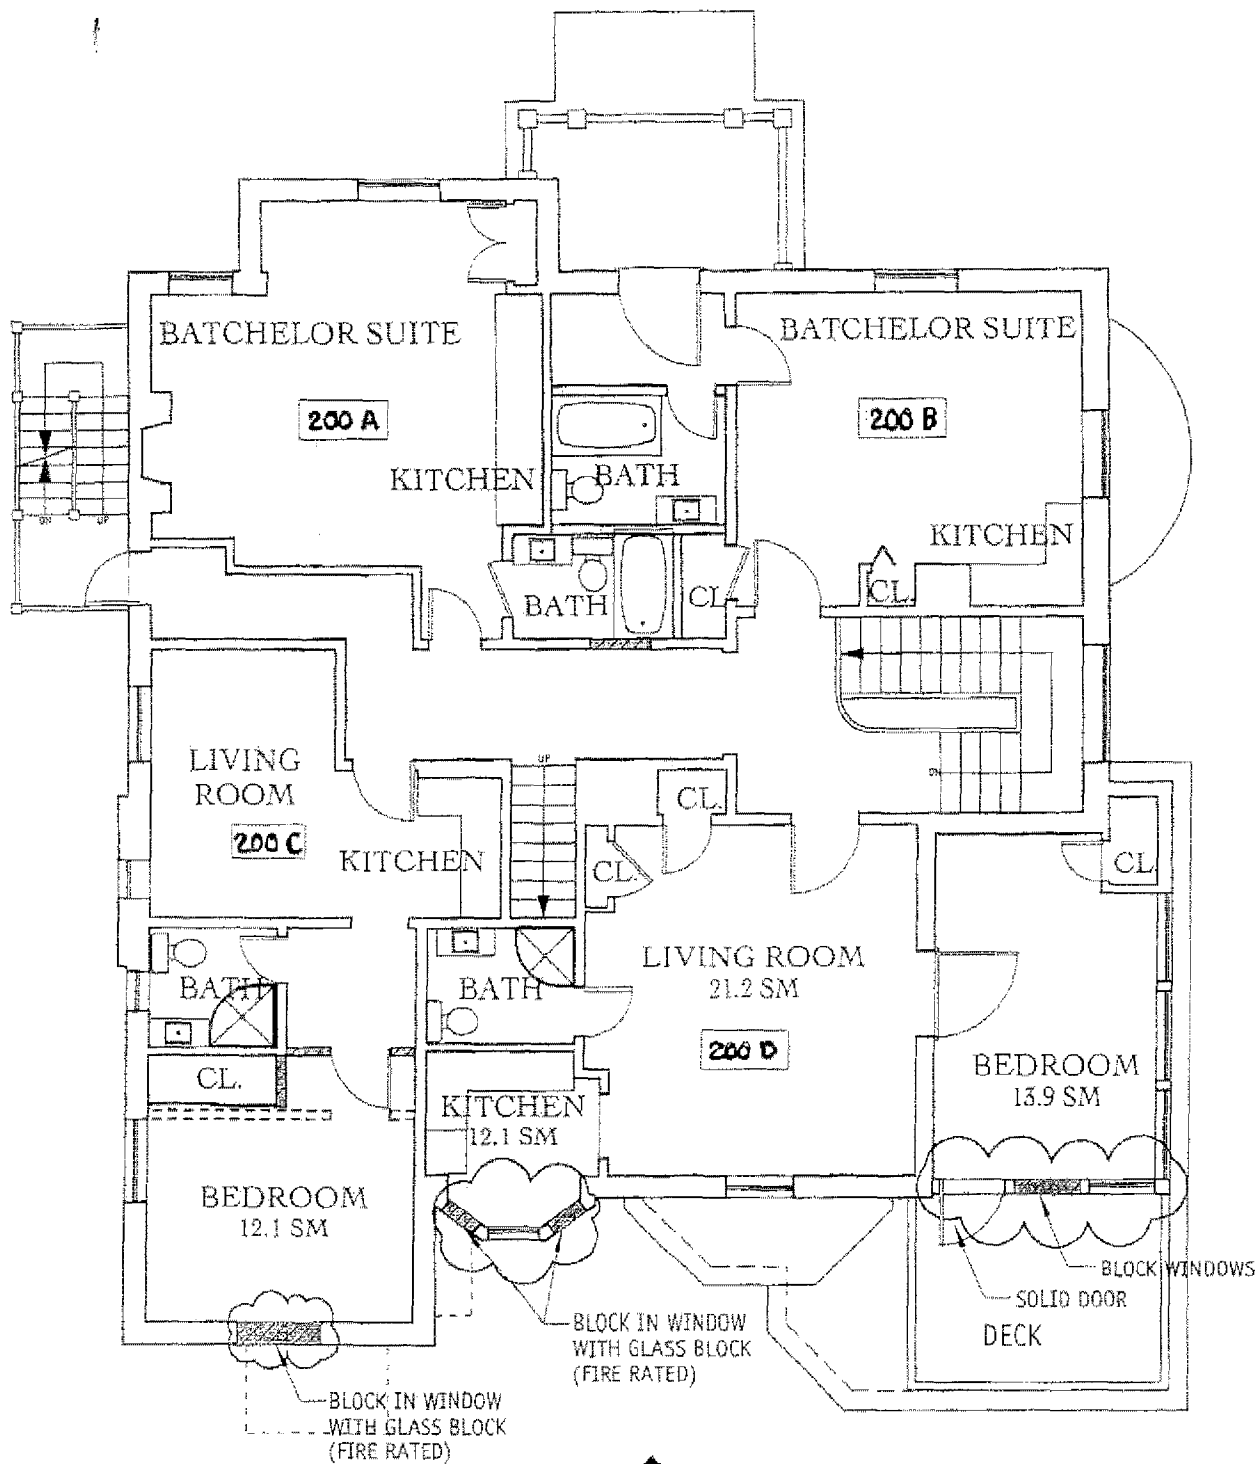 BATCHELOR SUITE
BATCHELOR SUITE
200 A
200 B
KITCHEN
BATH
KITCHEN
DN
UP
CL.
BATH
CL
LIVING
ROOM
UP
DN
CL.
200 C
KITCHEN
CL.
CL.
LIVING ROOM
21.2 SM
BATH
BATH
200 D
CL.
BEDROOM
13.9 SM
KITCHEN
12.1 SM
BEDROOM
12.1 SM
BLOCK WINDOWS
SOLID DOOR
DECK
BLOCK IN WINDOW
WITH GLASS BLOCK
(FIRE RATED)
BLOCK IN WINDOW
WITH GLASS BLOCK
(FIRE RATED)